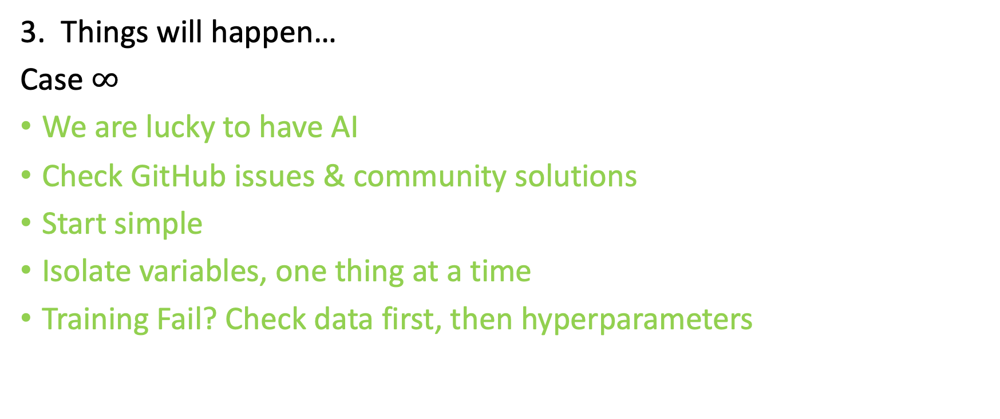 3. Things will happen...
Case ∞
• We are lucky to have AI
• Check GitHub issues & community solutions
• Start simple
• Isolate variables, one thing at a time
• Training Fail? Check data first, then hyperparameters